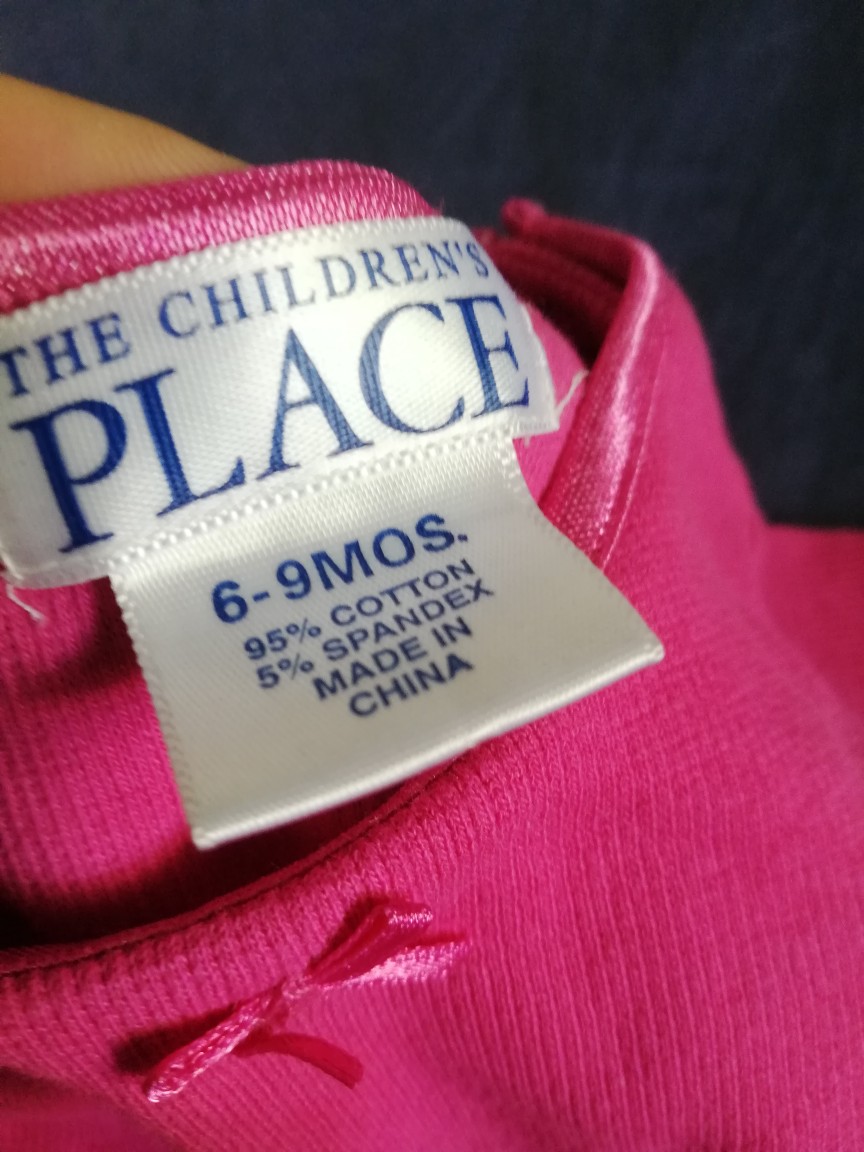 THE CHILDREN'S
PLACE
6-9MOS.
95% COTTON
5% SPANDEX
MADE IN
CHINA